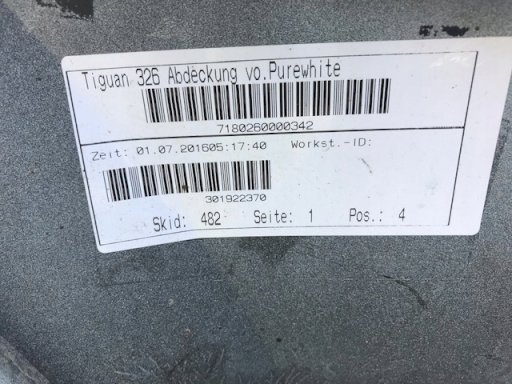 Tiguan 326 Abdeckung vo.Purewhite
7180260000342
Zeit: 01.07.201605:17:40 Workst.-ID:
301922370
Skid: 482 Seite: 1 Pos.: 4